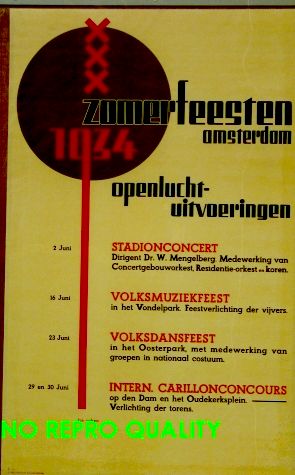 zomerfeesten
1934
amsterdam
openlucht-
uitvoeringen
2 Juni STADIONCONCERT
Dirigent Dr. W. Mengelberg. Medewerking van
Concertgebouworkest, Residentie-orkest en koren.
16 Juni VOLKSMUZIEKFEEST
in het Vondelpark. Feestverlichting der vijvers.
23 Juni VOLKSDANSFEEST
in het Oosterpark, met medewerking van
groepen in nationaal costuum.
29 en 30 Juni INTERN. CARILLONCONCOURS
op den Dam en het Oudekerksplein.
Verlichting der torens.
NO REPRO QUALITY